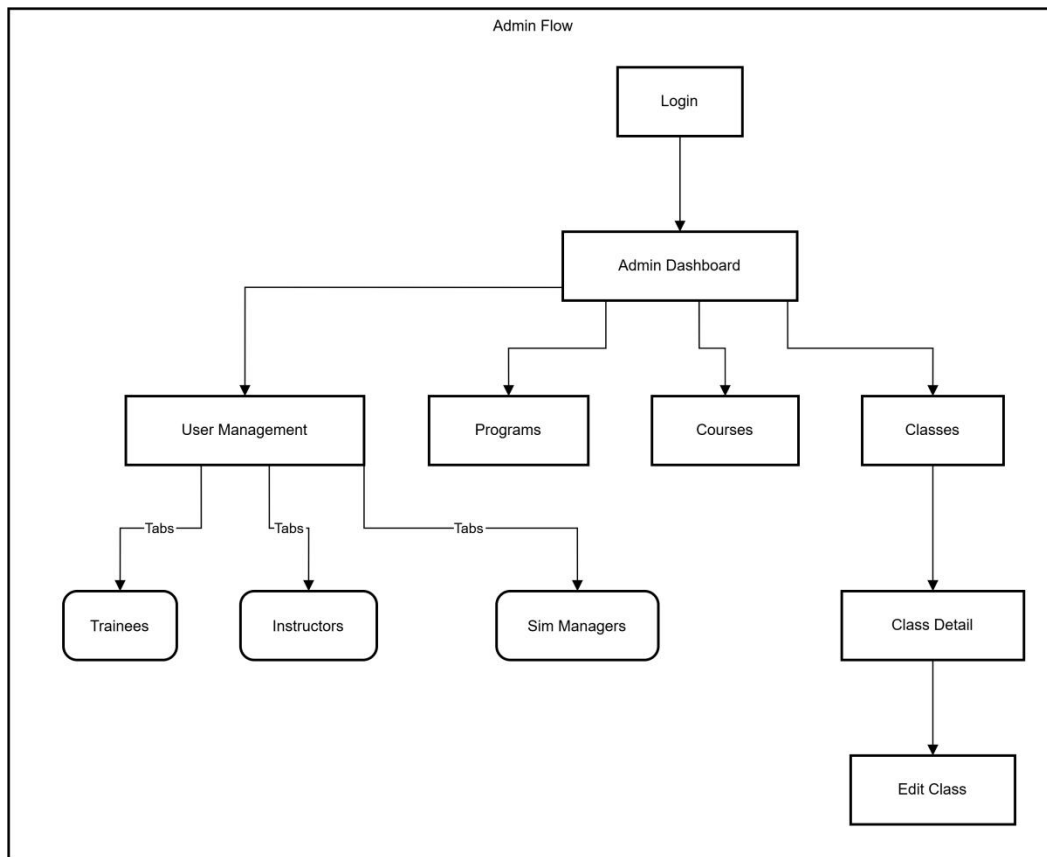 Admin Flow
Login
Admin Dashboard
User Management
Programs
Courses
Classes
Tabs
Tabs
Tabs
Trainees
Instructors
Sim Managers
Class Detail
Edit Class